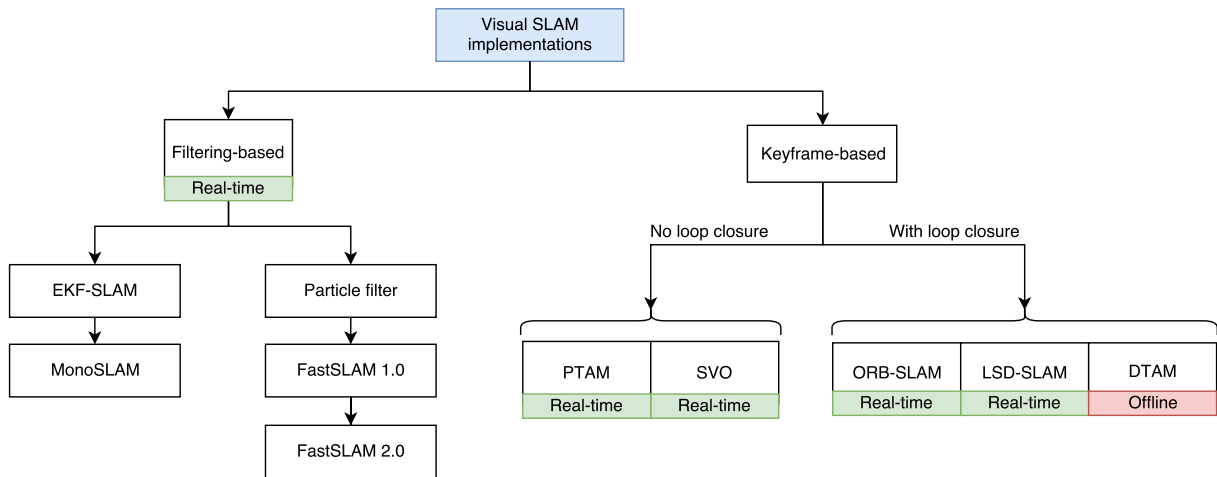 Visual SLAM
implementations
Filtering-based
Real-time
Keyframe-based
No loop closure
With loop closure
EKF-SLAM
Particle filter
MonoSLAM
FastSLAM 1.0
FastSLAM 2.0
PTAM
SVO
Real-time
Real-time
ORB-SLAM
LSD-SLAM
DTAM
Real-time
Real-time
Offline